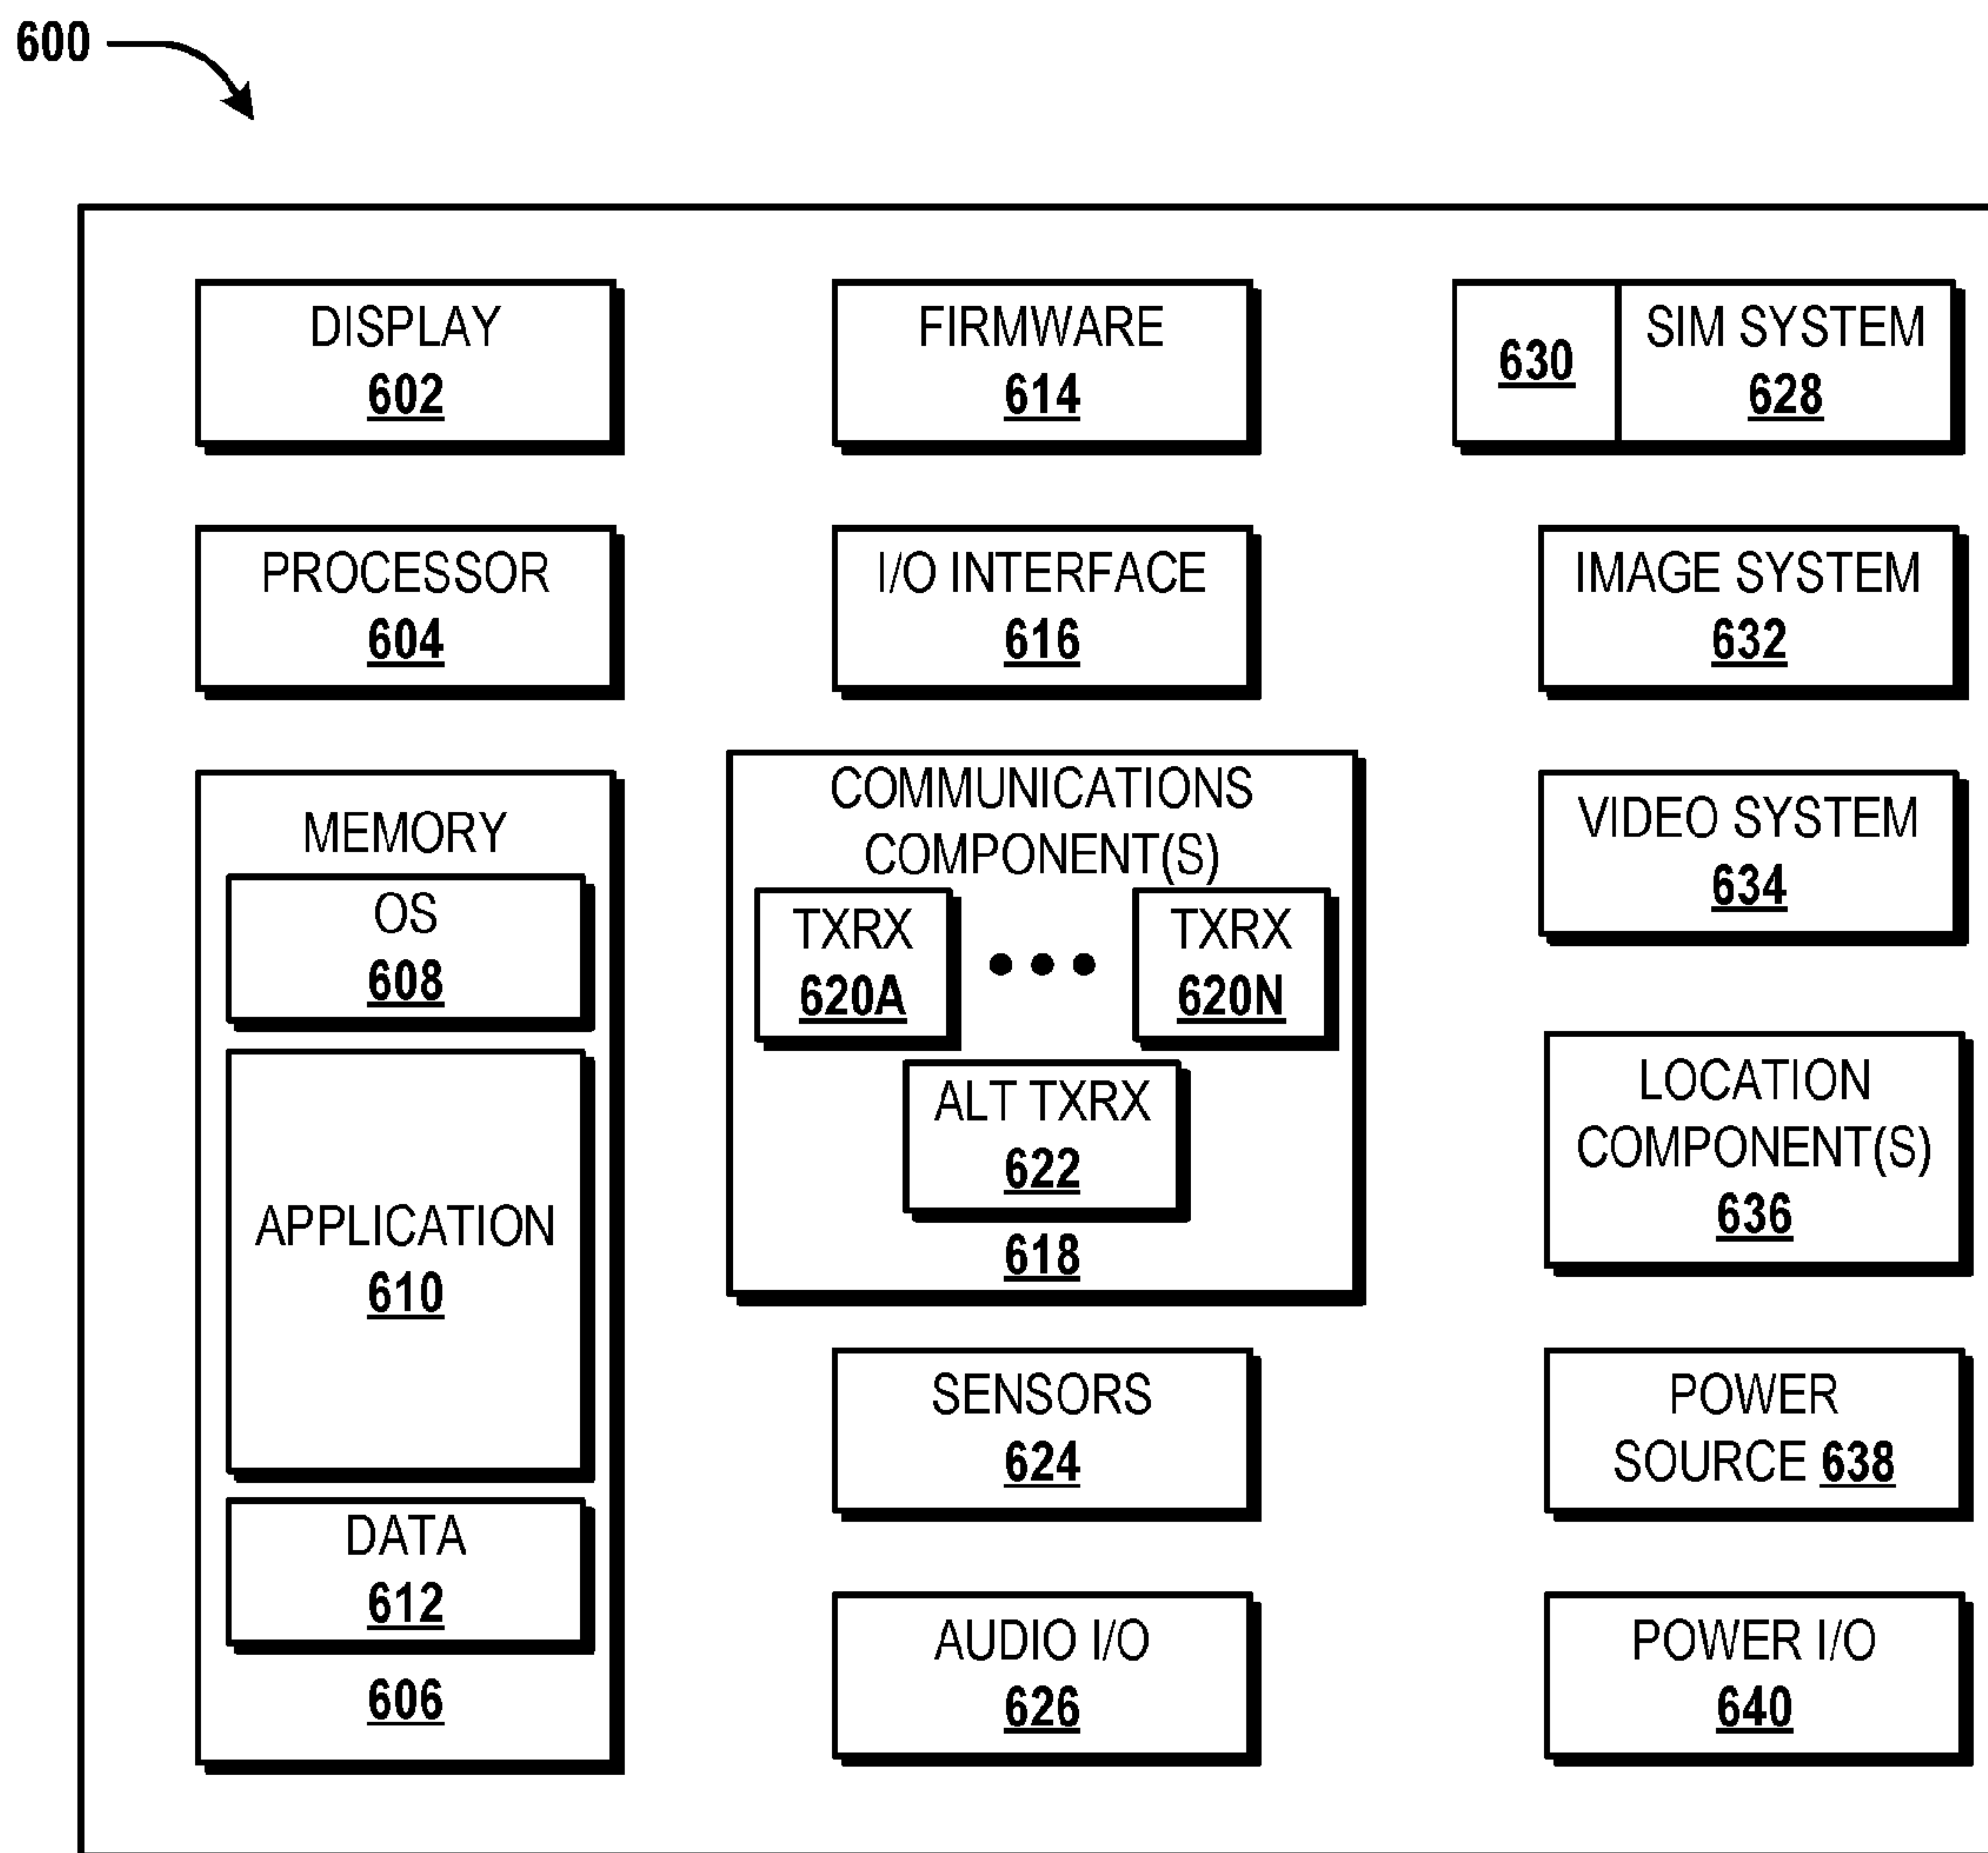 600
DISPLAY
602
PROCESSOR
604
MEMORY
OS
608
APPLICATION
610
DATA
612
606
FIRMWARE
614
I/O INTERFACE
616
COMMUNICATIONS
COMPONENT(S)
TXRX
620A
TXRX
620N
ALT TXRX
622
618
SENSORS
624
AUDIO I/O
626
630
SIM SYSTEM
628
IMAGE SYSTEM
632
VIDEO SYSTEM
634
LOCATION
COMPONENT(S)
636
POWER
SOURCE 638
POWER I/O
640